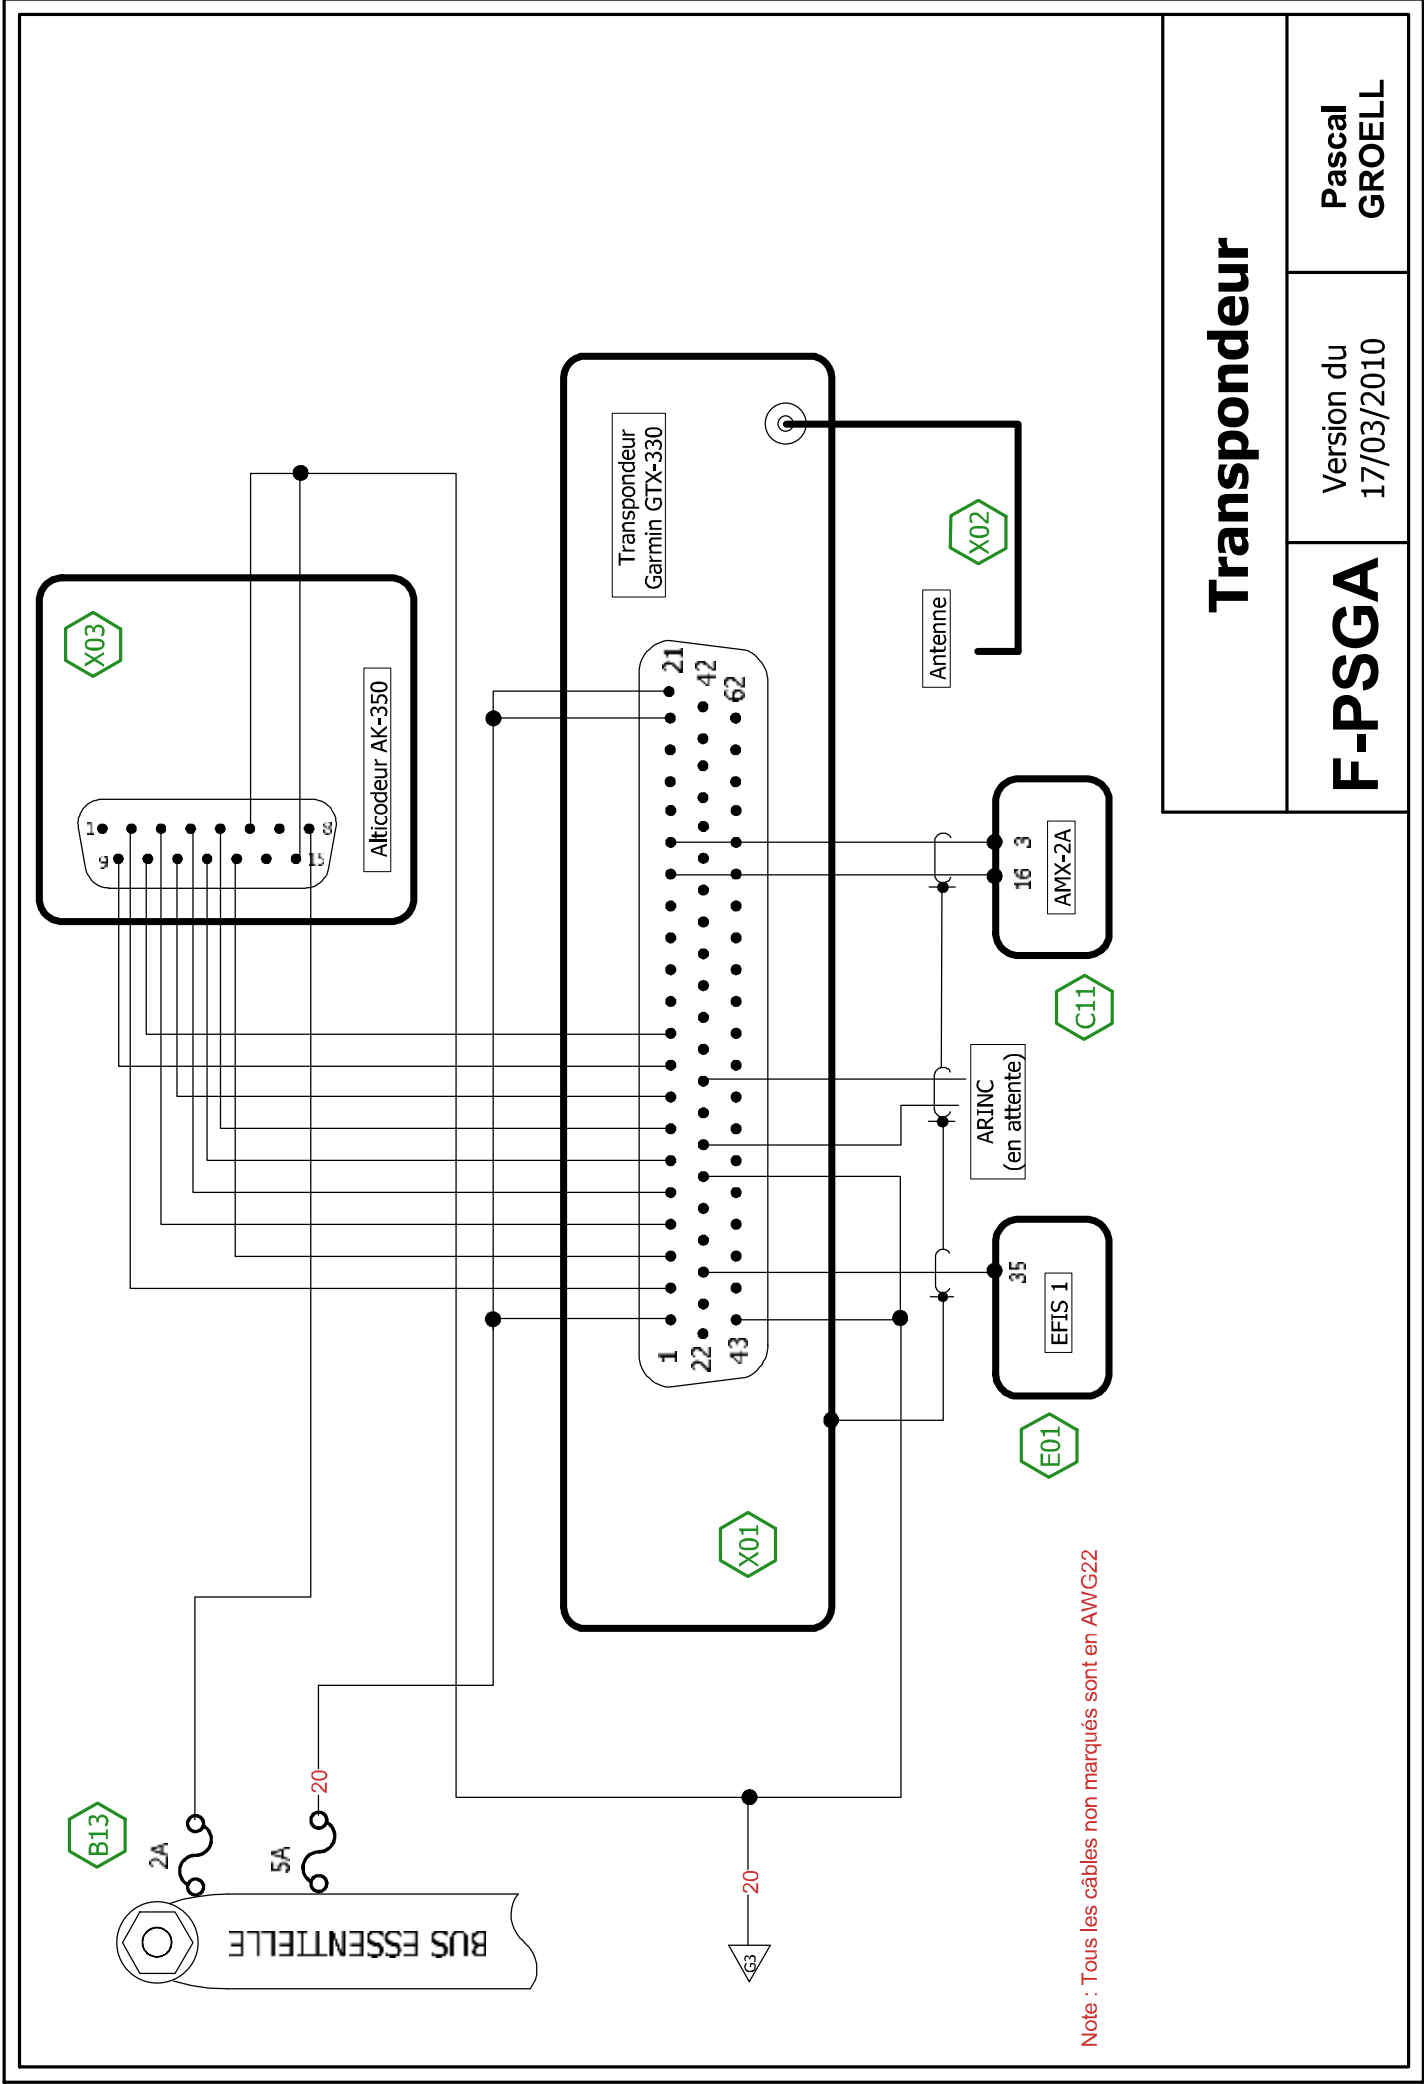 B13
2A
5A
BUS ESSENTIELLE
20
20
G3
X03
1
8
9
15
Alticodeur AK-350
Transpondeur
Garmin GTX-330
1
21
22
42
43
62
X01
X02
Antenne
E01
35
EFIS 1
ARINC
(en attente)
C11
16
3
AMX-2A
Note : Tous les câbles non marqués sont en AWG22
Transpondeur
F-PSGA
Version du
17/03/2010
Pascal
GROELL